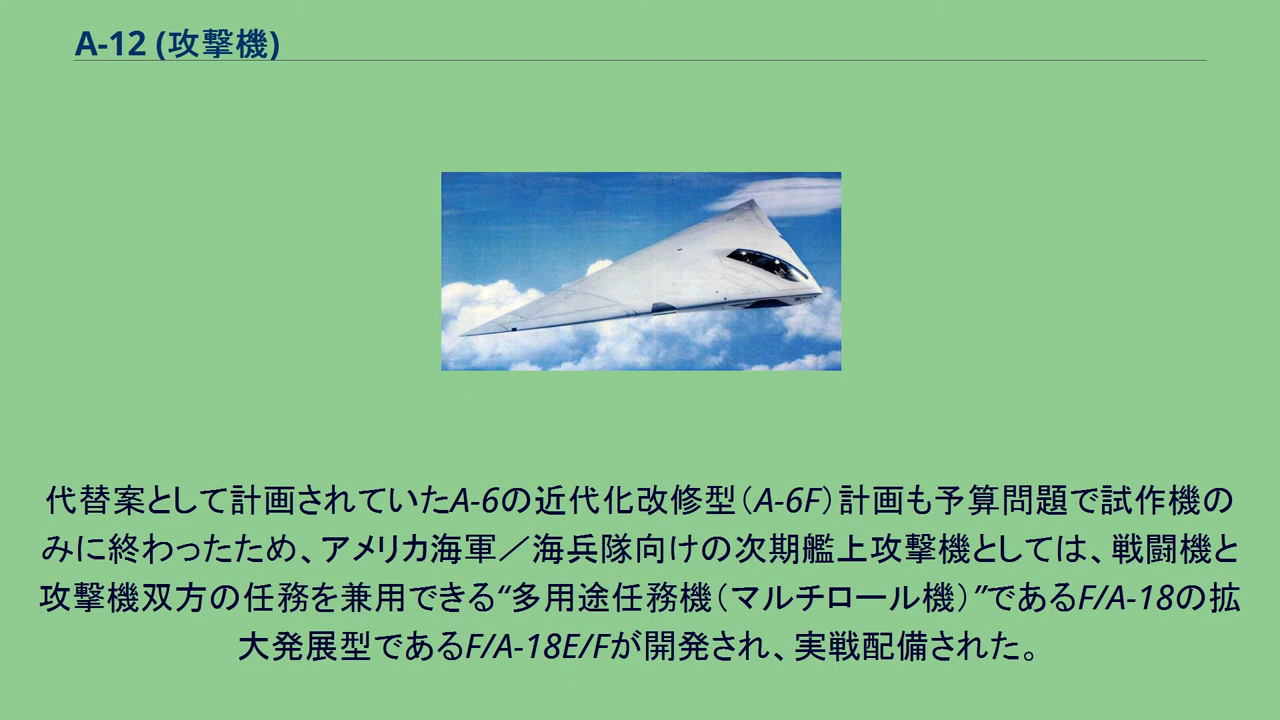 A-12 (攻撃機)
代替案として計画されていたA-6の近代化改修型（A-6F）計画も予算問題で試作機の
みに終わったたため、アメリカ海軍／海兵隊向けの次期艦上攻撃機としては、戦闘機と
攻撃機双方の任務を兼用できる“多用途任務機（マルチロール機）”であるF/A-18の拡
大発展型であるF/A-18E/Fが開発され、実戦配備された。